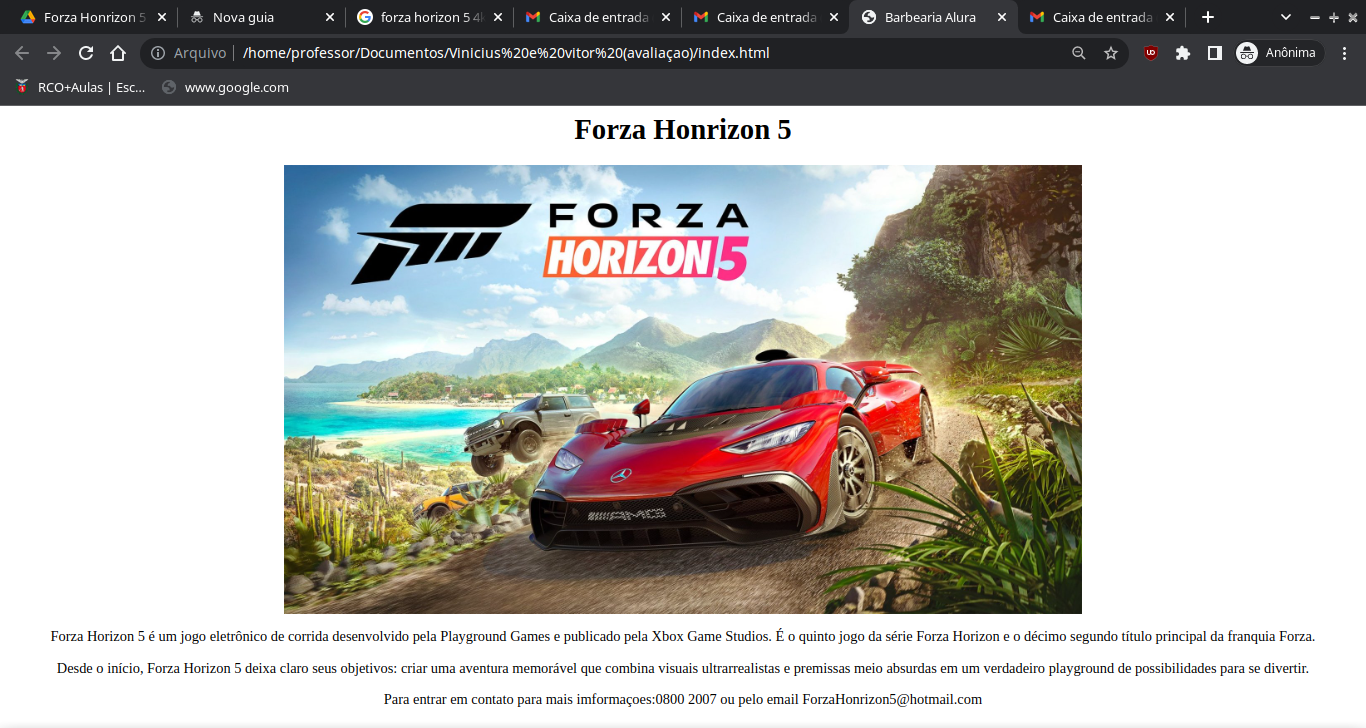 Forza Honrizon 5
Nova guia
forza horizon 5 4k
Caixa de entrada
Caixa de entrada
Barbearia Alura
Caixa de entrada
Arquivo
/home/professor/Documentos/Vinicius%20e%20vitor%20(avaliaçao)/index.html
Anônima
RCO+Aulas | Esc...
www.google.com
Forza Honrizon 5
FORZA
HORIZON 5
AMG
Forza Horizon 5 é um jogo eletrônico de corrida desenvolvido pela Playground Games e publicado pela Xbox Game Studios. É o quinto jogo da série Forza Horizon e o décimo segundo título principal da franquia Forza.
Desde o início, Forza Horizon 5 deixa claro seus objetivos: criar uma aventura memorável que combina visuais ultrarrealistas e premissas meio absurdas em um verdadeiro playground de possibilidades para se divertir.
Para entrar em contato para mais imformaçoes:0800 2007 ou pelo email ForzaHonrizon5@hotmail.com